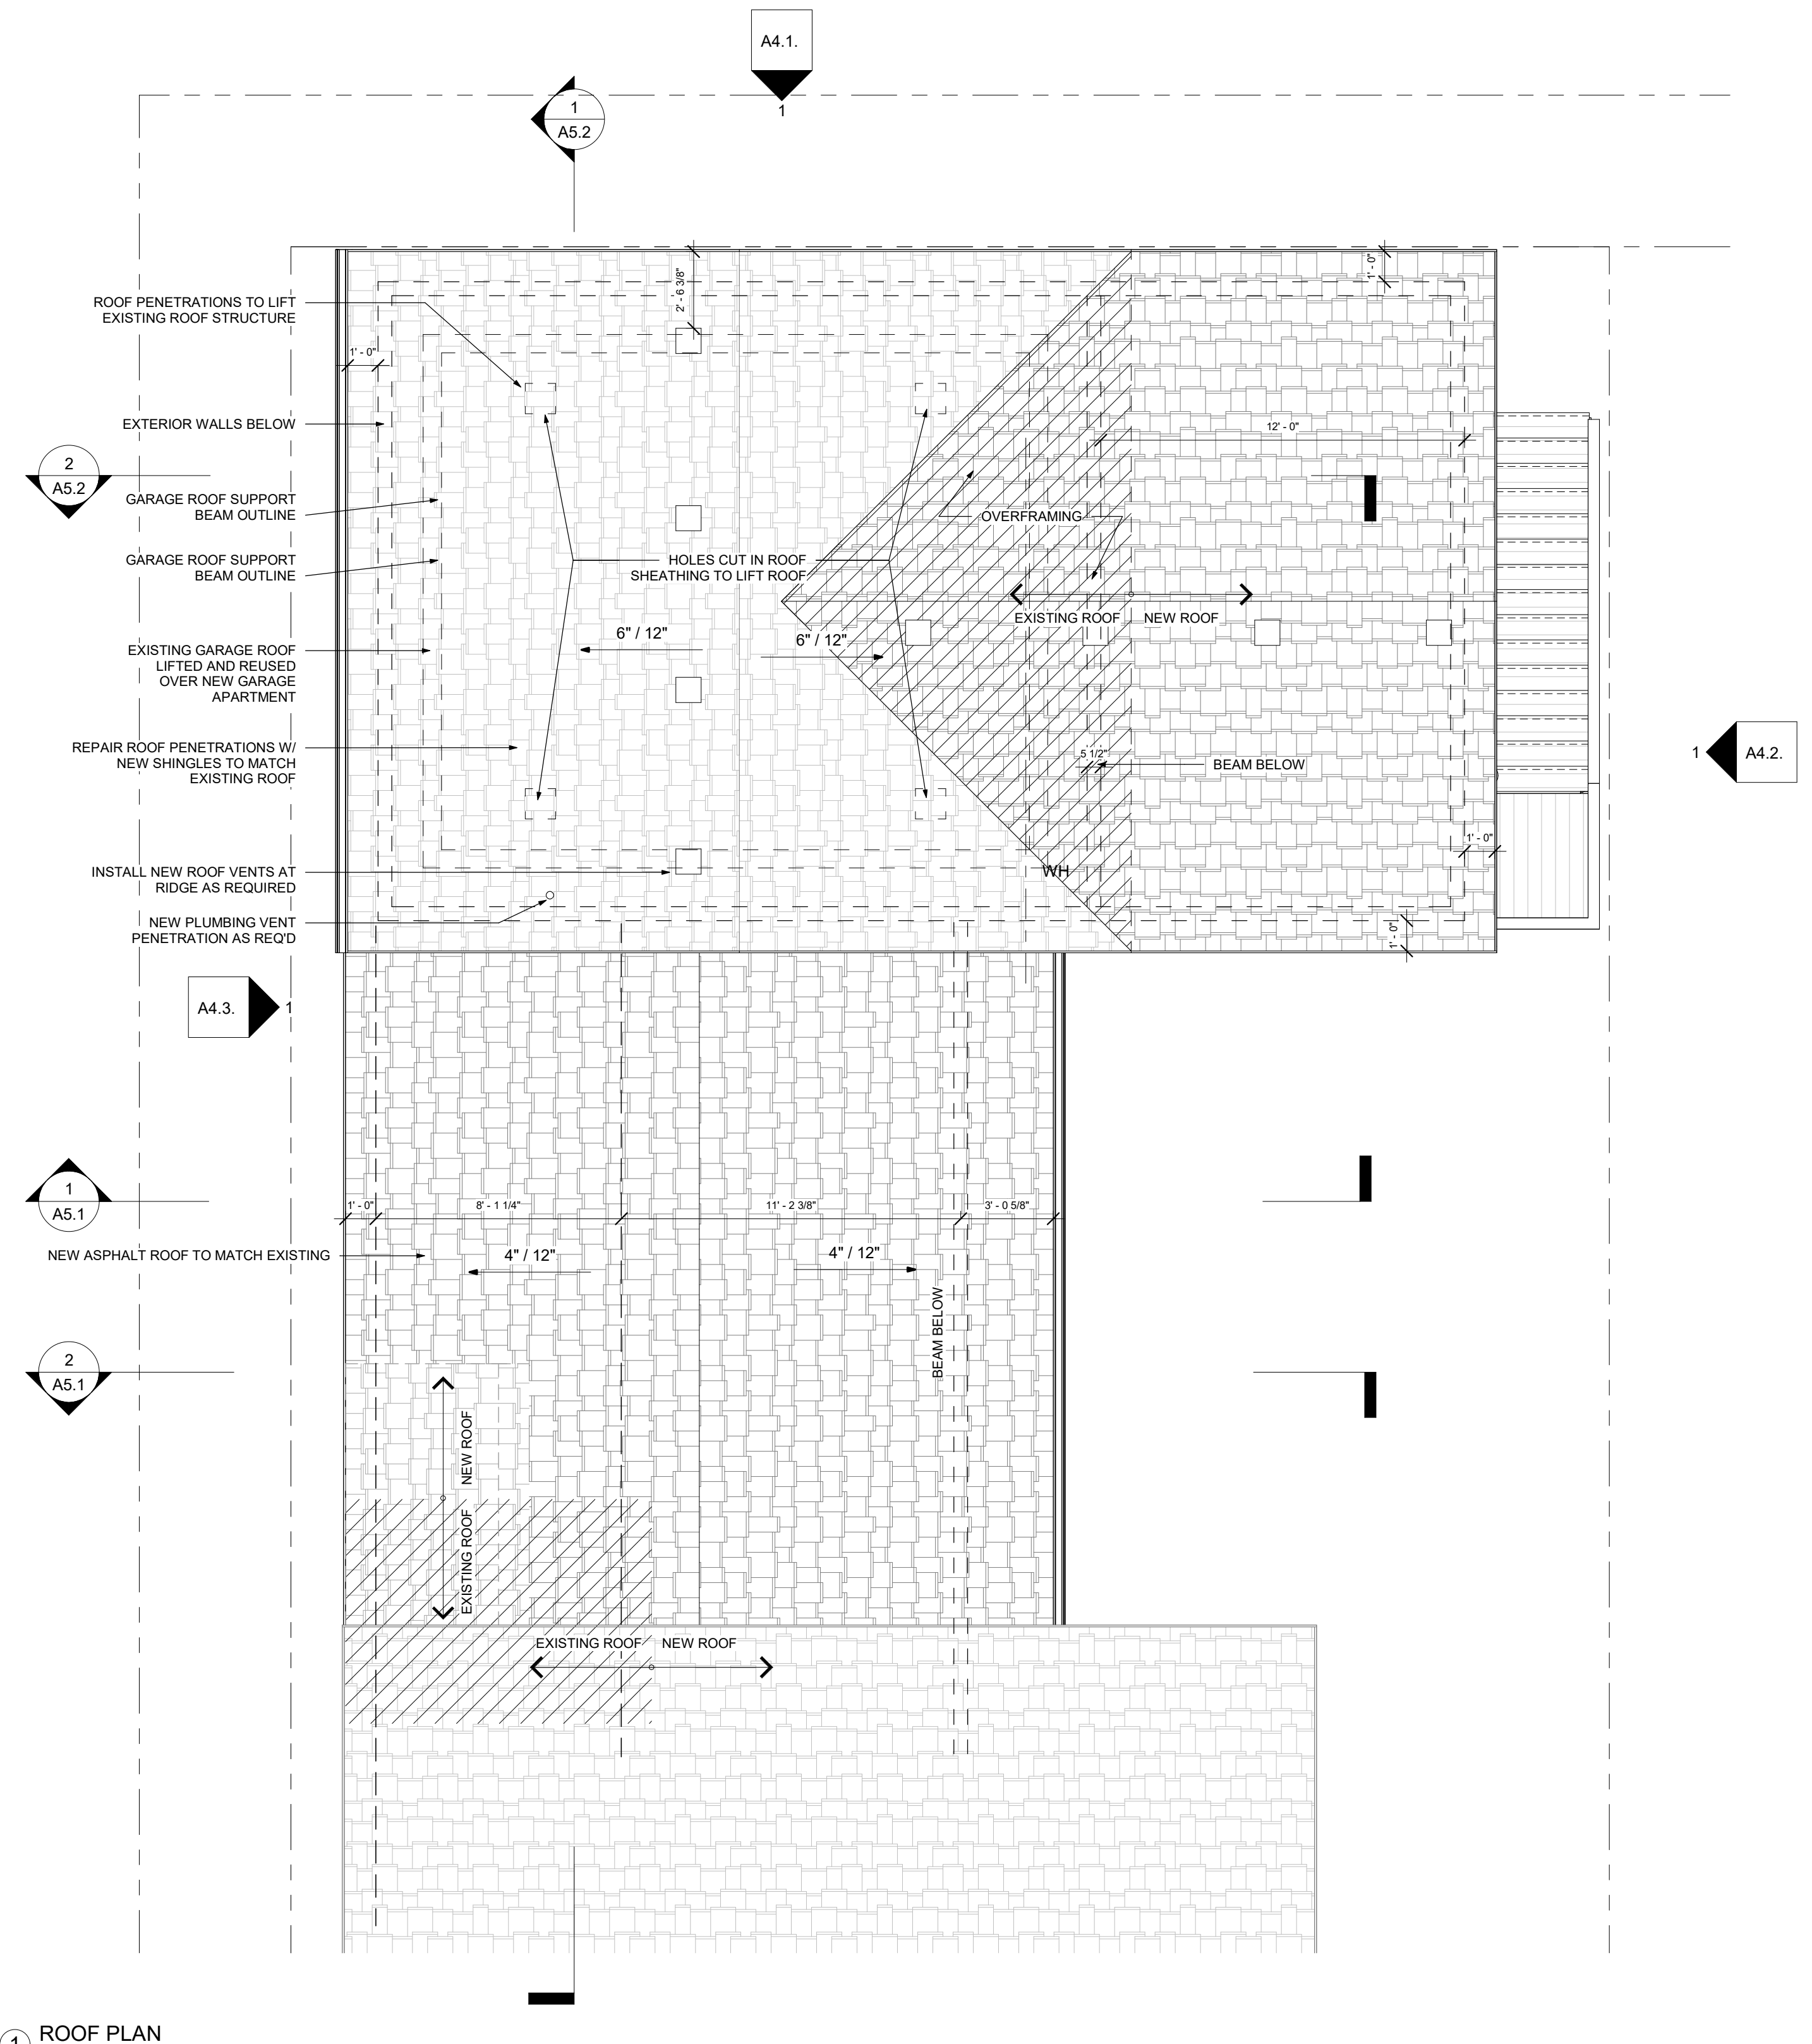 A4.1.
1
1
A5.2
2' - 6 3/8"
1' - 0"
ROOF PENETRATIONS TO LIFT
EXISTING ROOF STRUCTURE
1' - 0"
EXTERIOR WALLS BELOW
12' - 0"
2
A5.2
GARAGE ROOF SUPPORT
BEAM OUTLINE
OVERFRAMING
GARAGE ROOF SUPPORT
BEAM OUTLINE
HOLES CUT IN ROOF
SHEATHING TO LIFT ROOF
EXISTING ROOF
NEW ROOF
6" / 12"
6" / 12"
EXISTING GARAGE ROOF
LIFTED AND REUSED
OVER NEW GARAGE
APARTMENT
REPAIR ROOF PENETRATIONS W/
NEW SHINGLES TO MATCH
EXISTING ROOF
5 1/2"
BEAM BELOW
1
A4.2.
1' - 0"
INSTALL NEW ROOF VENTS AT
RIDGE AS REQUIRED
WH
NEW PLUMBING VENT
PENETRATION AS REQ'D
1' - 0"
A4.3.
1
1
A5.1
1' - 0"
8' - 1 1/4"
11' - 2 3/8"
3' - 0 5/8"
NEW ASPHALT ROOF TO MATCH EXISTING
4" / 12"
4" / 12"
BEAM BELOW
2
A5.1
NEW ROOF
EXISTING ROOF
EXISTING ROOF
NEW ROOF
1
ROOF PLAN